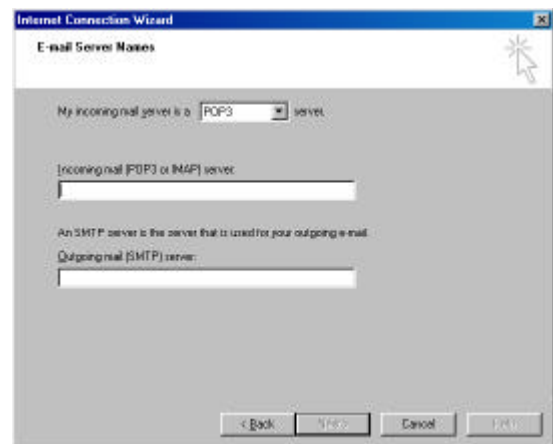 Internet Connection Wizard
E-mail Server Names
My incoming mail server is a POP3 server.
Incoming mail (POP3 or IMAP) server:
An SMTP server is the server that is used for your outgoing e-mail.
Outgoing mail (SMTP) server:
< Back Next > Cancel Help